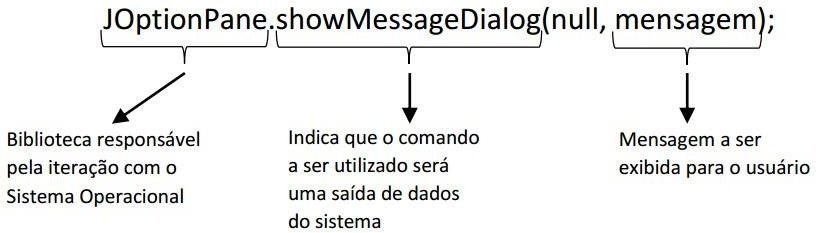 JOptionPane.showMessageDialog(null, mensagem);
Biblioteca responsável
pela iteração com o
Sistema Operacional
Indica que o comando
a ser utilizado será
uma saída de dados
do sistema
Mensagem a ser
exibida para o usuário